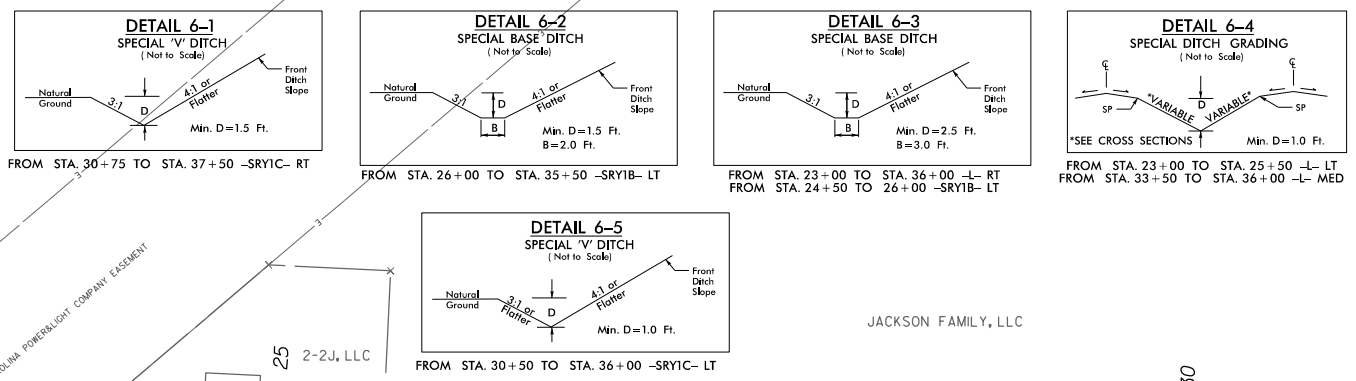 DETAIL 6-1
SPECIAL 'V' DITCH
(Not to Scale)
Natural
Ground
3:1
D
4:1 or
Flatter
Front
Ditch
Slope
Min. D=1.5 Ft.
FROM STA. 30+75 TO STA. 37+50 -SRY1C- RT
DETAIL 6-2
SPECIAL BASE DITCH
(Not to Scale)
Natural
Ground
3:1
D
4:1 or
Flatter
Front
Ditch
Slope
B
Min. D=1.5 Ft.
B=2.0 Ft.
FROM STA. 26+00 TO STA. 35+50 -SRY1B- LT
DETAIL 6-3
SPECIAL BASE DITCH
(Not to Scale)
Natural
Ground
3:1
D
4:1 or
Flatter
Front
Ditch
Slope
B
Min. D=2.5 Ft.
B=3.0 Ft.
FROM STA. 23+00 TO STA. 36+00 -L- RT
FROM STA. 24+50 TO STA. 26+00 -SRY1B- LT
DETAIL 6-4
SPECIAL DITCH GRADING
(Not to Scale)
℄
℄
SP
*VARIABLE
D
VARIABLE*
SP
*SEE CROSS SECTIONS
Min. D=1.0 Ft.
FROM STA. 23+00 TO STA. 25+50 -L- LT
FROM STA. 33+50 TO STA. 36+00 -L- MED
DETAIL 6-5
SPECIAL 'V' DITCH
(Not to Scale)
Natural
Ground
3:1 or
Flatter
D
4:1 or
Flatter
Front
Ditch
Slope
Min. D=1.0 Ft.
FROM STA. 30+50 TO STA. 36+00 -SRY1C- LT
3
3
3
OLINA POWER&LIGHT COMPANY EASEMENT
25
2-2J, LLC
JACKSON FAMILY, LLC
30